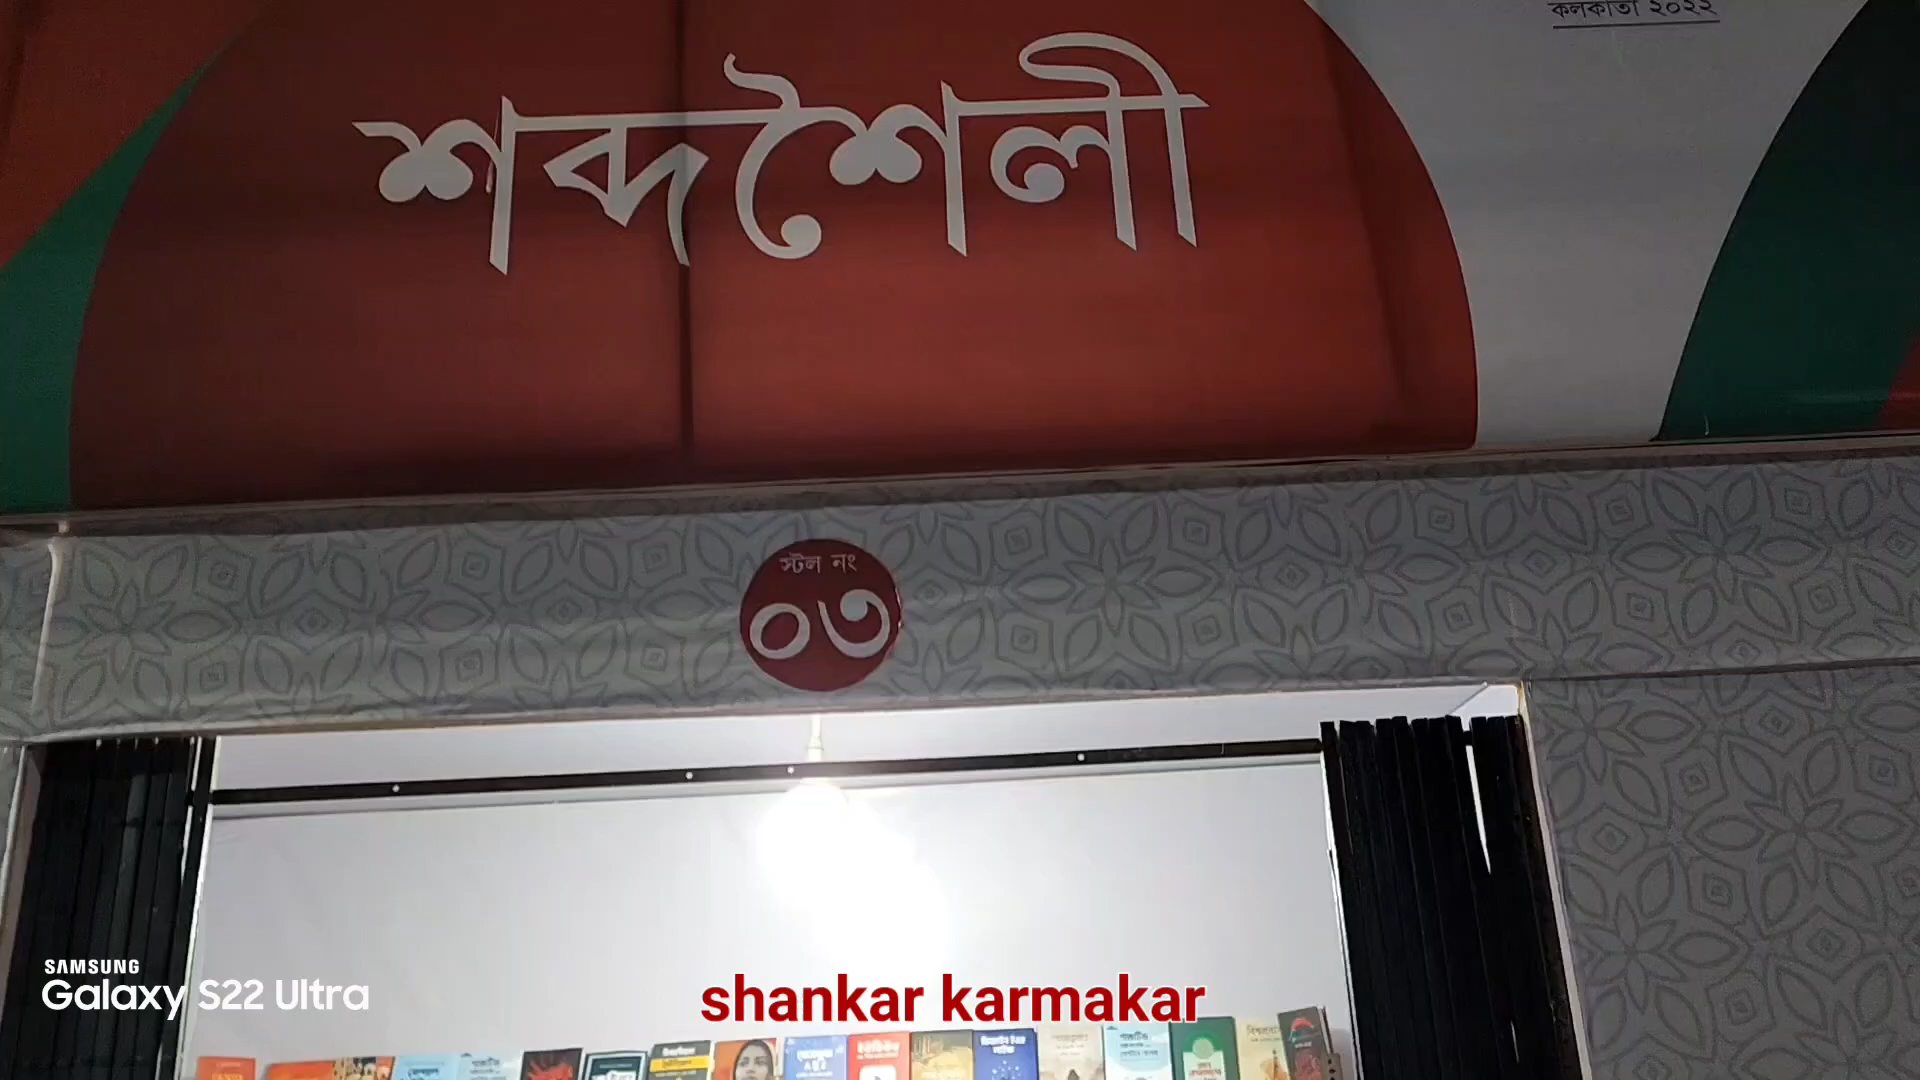 কলকাতা ২০২২
শব্দশৈলী
স্টল নং
০৩
SAMSUNG
Galaxy S22 Ultra
shankar karmakar